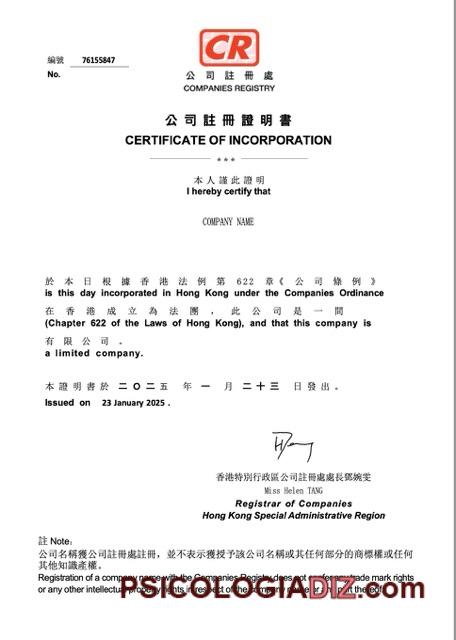 CR
編號 76155847
No.
公司註冊處
COMPANIES REGISTRY
公司註冊證明書
CERTIFICATE OF INCORPORATION
***
本人謹此證明
I hereby certify that
COMPANY NAME
於本日根據香港法例第 622 章《公司條例》
is this day incorporated in Hong Kong under the Companies Ordinance
在香港成立為法團，此公司是一間
(Chapter 622 of the Laws of Hong Kong), and that this company is
有限公司。
a limited company.
本證明書於二〇二五年一月二十三日發出。
Issued on 23 January 2025 .
香港特別行政區公司註冊處處長鄧婉雯
Miss Helen TANG
Registrar of Companies
Hong Kong Special Administrative Region
註 Note:
公司名稱獲公司註冊處註冊，並不表示獲授予該公司名稱或其任何部分的商標權或任何
其他知識產權。
Registration of a company name with the Companies Registry does not confer any trade mark rights
or any other intellectual property rights in respect of the company name or any part thereof.
PSICOLOGIADIZ.com